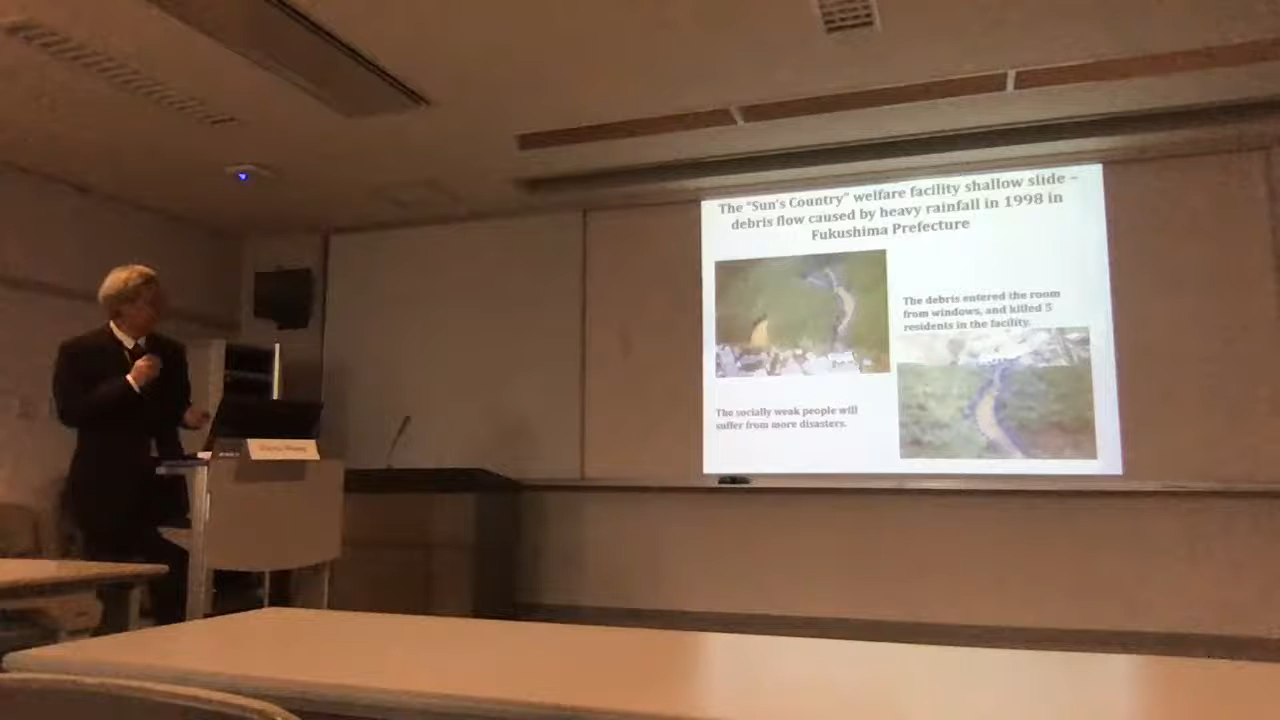 The "Sun's Country" welfare facility shallow slide –
debris flow caused by heavy rainfall in 1998 in
Fukushima Prefecture
The debris entered the room
from windows, and killed 5
residents in the facility.
The socially weak people will
suffer from more disasters.